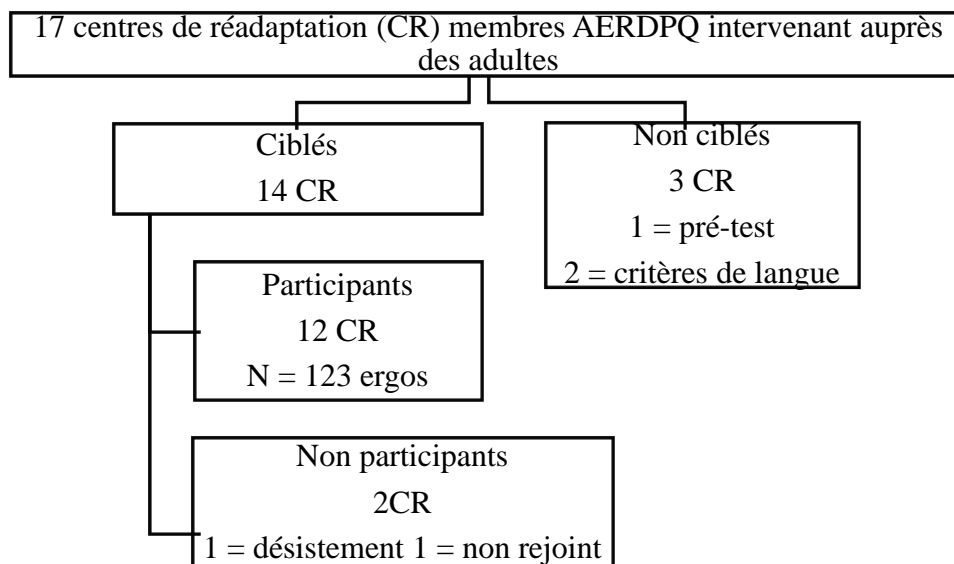 17 centres de réadaptation (CR) membres AERDPQ intervenant auprès
des adultes
Ciblés
14 CR
Non ciblés
3 CR
1 = pré-test
2 = critères de langue
Participants
12 CR
N = 123 ergos
Non participants
2CR
1 = désistement 1 = non rejoint